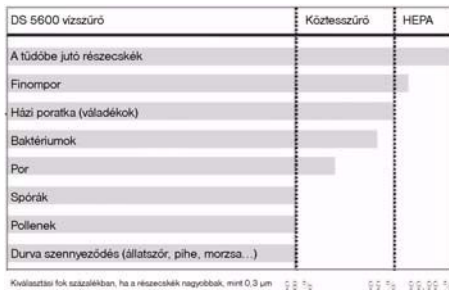 DS 5600 vízszűrő Köztesszűrő HEPA
A tüdőbe jutó részecskék
Finompor
Házi poratka (váladékok)
Baktériumok
Por
Spórák
Pollenek
Durva szennyeződés (állatszőr, pihe, morzsa...)
Kiválasztási fok százalékban, ha a részecskék nagyobbak, mint 0,3 µm